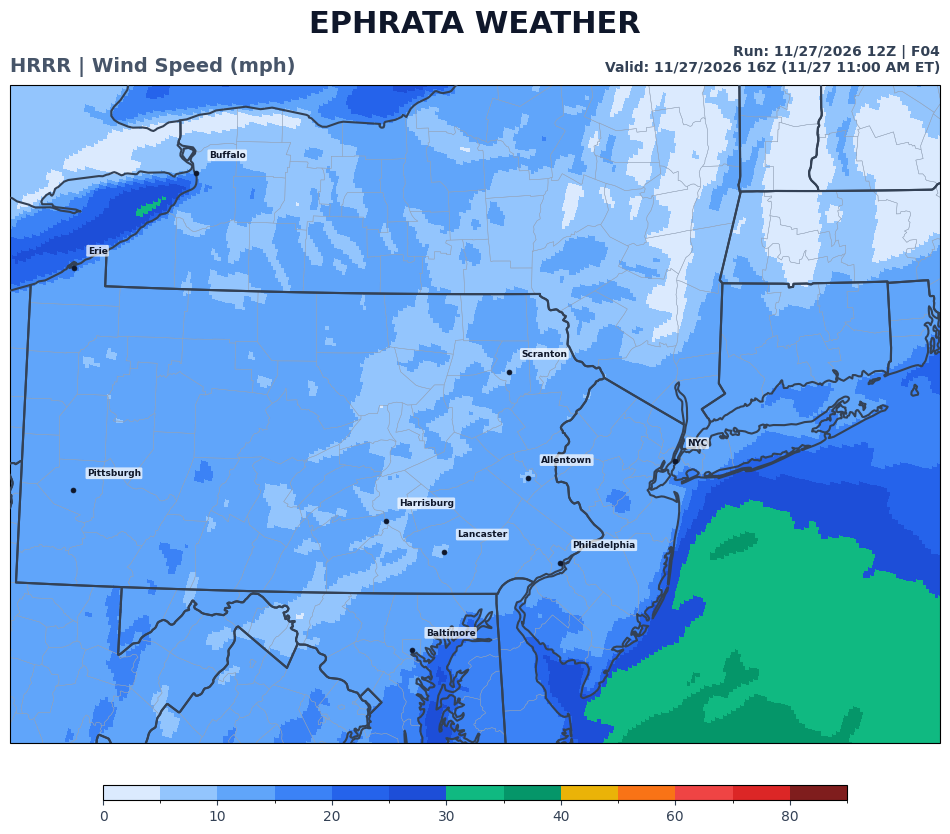 EPHRATA WEATHER
Run: 11/27/2026 12Z | F04
HRRR | Wind Speed (mph)
Valid: 11/27/2026 16Z (11/27 11:00 AM ET)
Buffalo
Erie
Scranton
NYC
Allentown
Pittsburgh
Harrisburg
Lancaster
Philadelphia
Baltimore
0 10 20 30 40 60 80